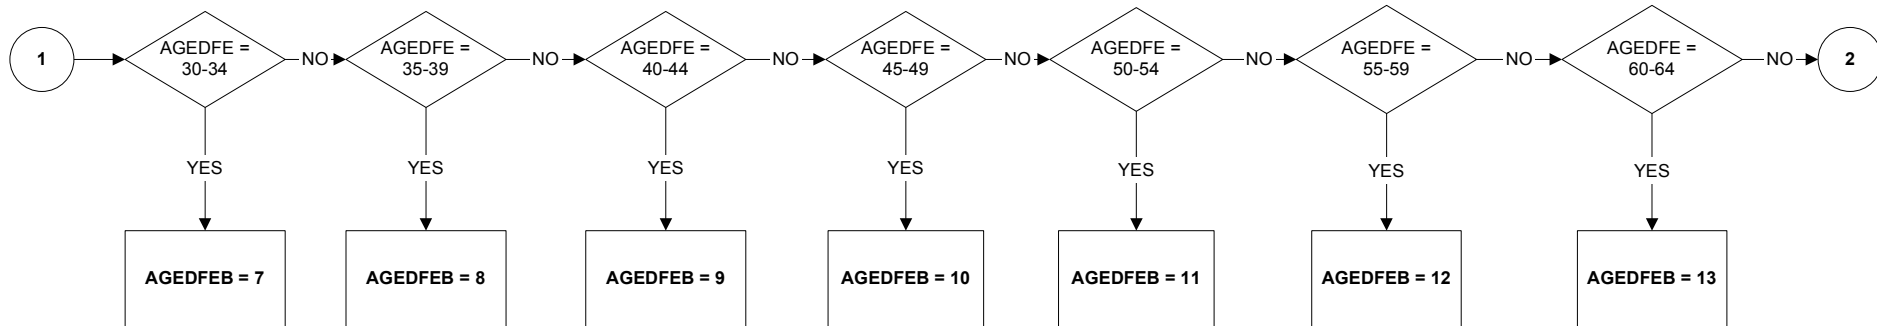 1
AGEDFE =
30-34
NO
AGEDFE =
35-39
NO
AGEDFE =
40-44
NO
AGEDFE =
45-49
NO
AGEDFE =
50-54
NO
AGEDFE =
55-59
NO
AGEDFE =
60-64
NO
2
YES
YES
YES
YES
YES
YES
YES
AGEDFEB = 7
AGEDFEB = 8
AGEDFEB = 9
AGEDFEB = 10
AGEDFEB = 11
AGEDFEB = 12
AGEDFEB = 13